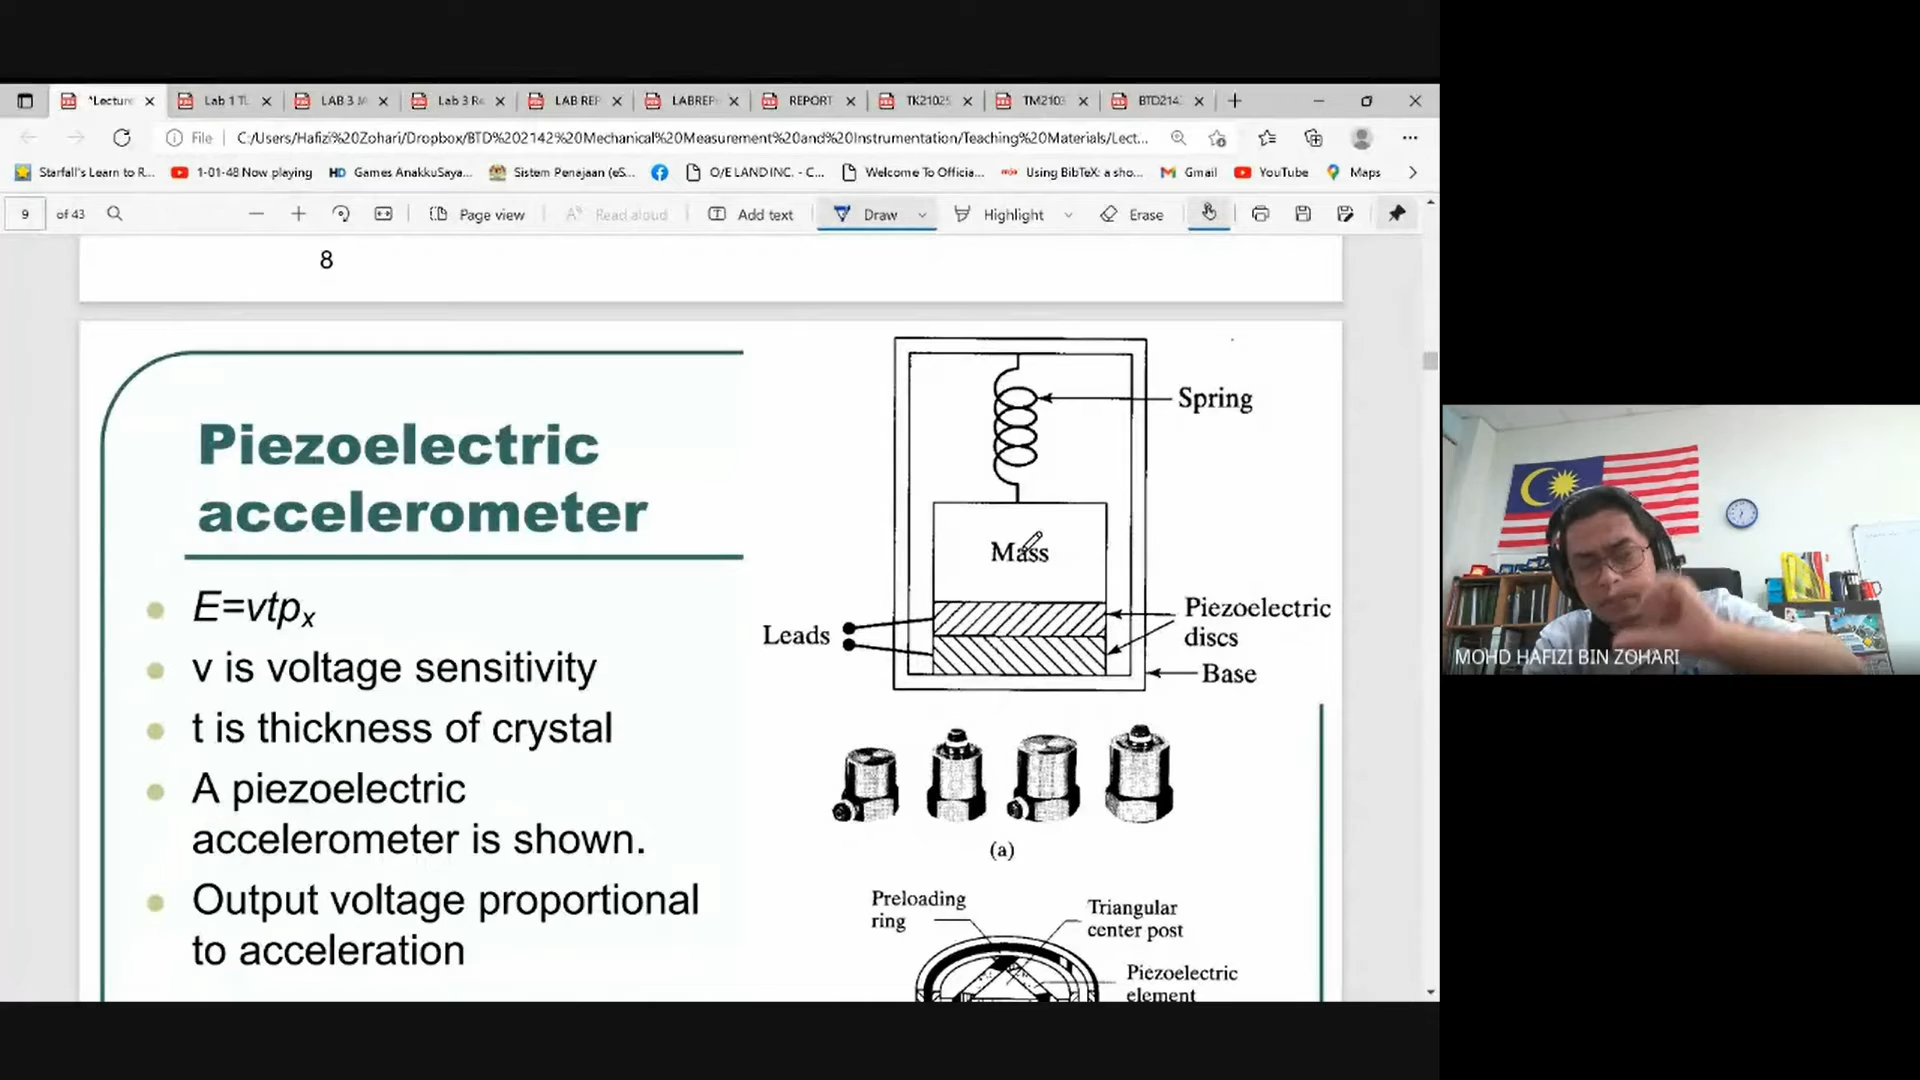 *Lecture
Lab 1 TL
LAB 3 M
Lab 3 Re
LAB REP
LABREP
REPORT
TK21025
TM2103
BTD214
File
C:/Users/Hafizi%20Zohari/Dropbox/BTD%202142%20Mechanical%20Measurement%20and%20Instrumentation/Teaching%20Materials/Lect...
Starfall's Learn to R...
1-01-48 Now playing
HD Games AnakkuSaya...
Sistem Penajaan (eS...
O/E LAND INC. - C...
Welcome To Officia...
Using BibTeX: a sho...
Gmail
YouTube
Maps
9 of 43
Page view
Read aloud
Add text
Draw
Highlight
Erase
8
Piezoelectric
accelerometer
E=vtpₓ
v is voltage sensitivity
t is thickness of crystal
A piezoelectric
accelerometer is shown.
Output voltage proportional
to acceleration
Spring
Mass
Leads
Piezoelectric
discs
Base
(a)
Preloading
ring
Triangular
center post
Piezoelectric
element
MOHD HAFIZI BIN ZOHARI